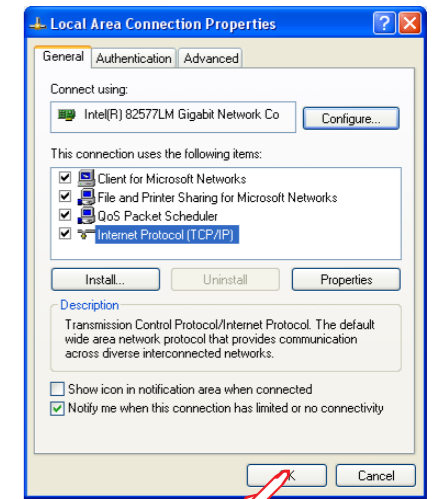 Local Area Connection Properties
General Authentication Advanced
Connect using:
Intel(R) 82577LM Gigabit Network Co Configure...
This connection uses the following items:
Client for Microsoft Networks
File and Printer Sharing for Microsoft Networks
QoS Packet Scheduler
Internet Protocol (TCP/IP)
Install... Uninstall Properties
Description
Transmission Control Protocol/Internet Protocol. The default
wide area network protocol that provides communication
across diverse interconnected networks.
Show icon in notification area when connected
Notify me when this connection has limited or no connectivity
Cancel